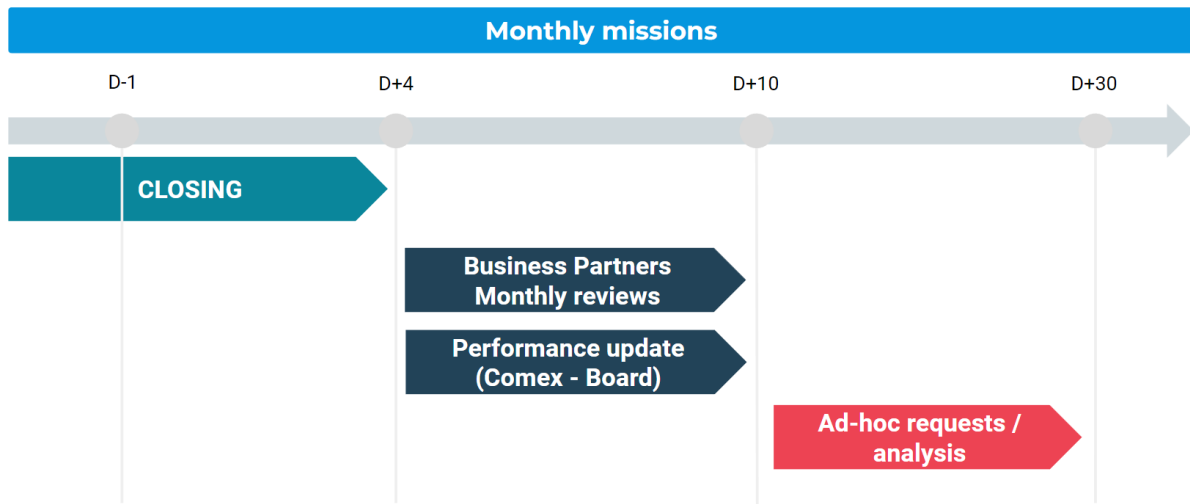 Monthly missions
D-1
D+4
D+10
D+30
CLOSING
Business Partners
Monthly reviews
Performance update
(Comex - Board)
Ad-hoc requests /
analysis